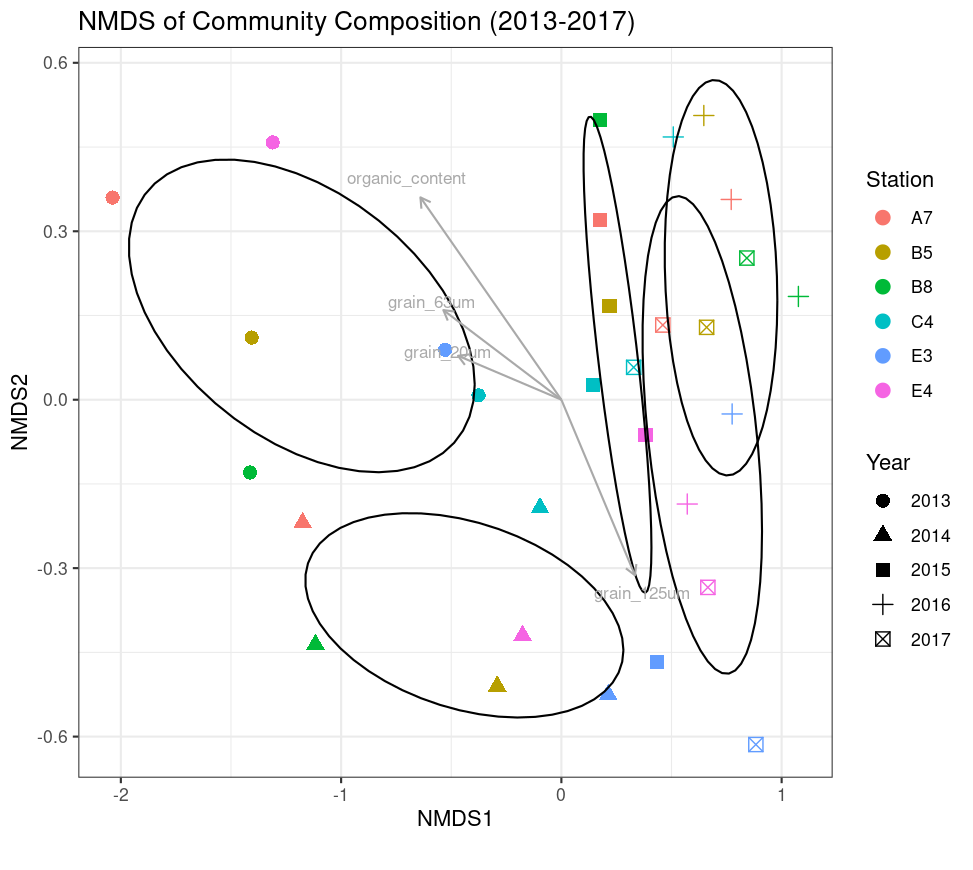 NMDS of Community Composition (2013-2017)
0.6
0.3
0.0
-0.3
-0.6
NMDS2
organic_content
grain_63um
grain_20um
grain_125um
-2
-1
0
1
NMDS1
Station
A7
B5
B8
C4
E3
E4
Year
2013
2014
2015
2016
2017